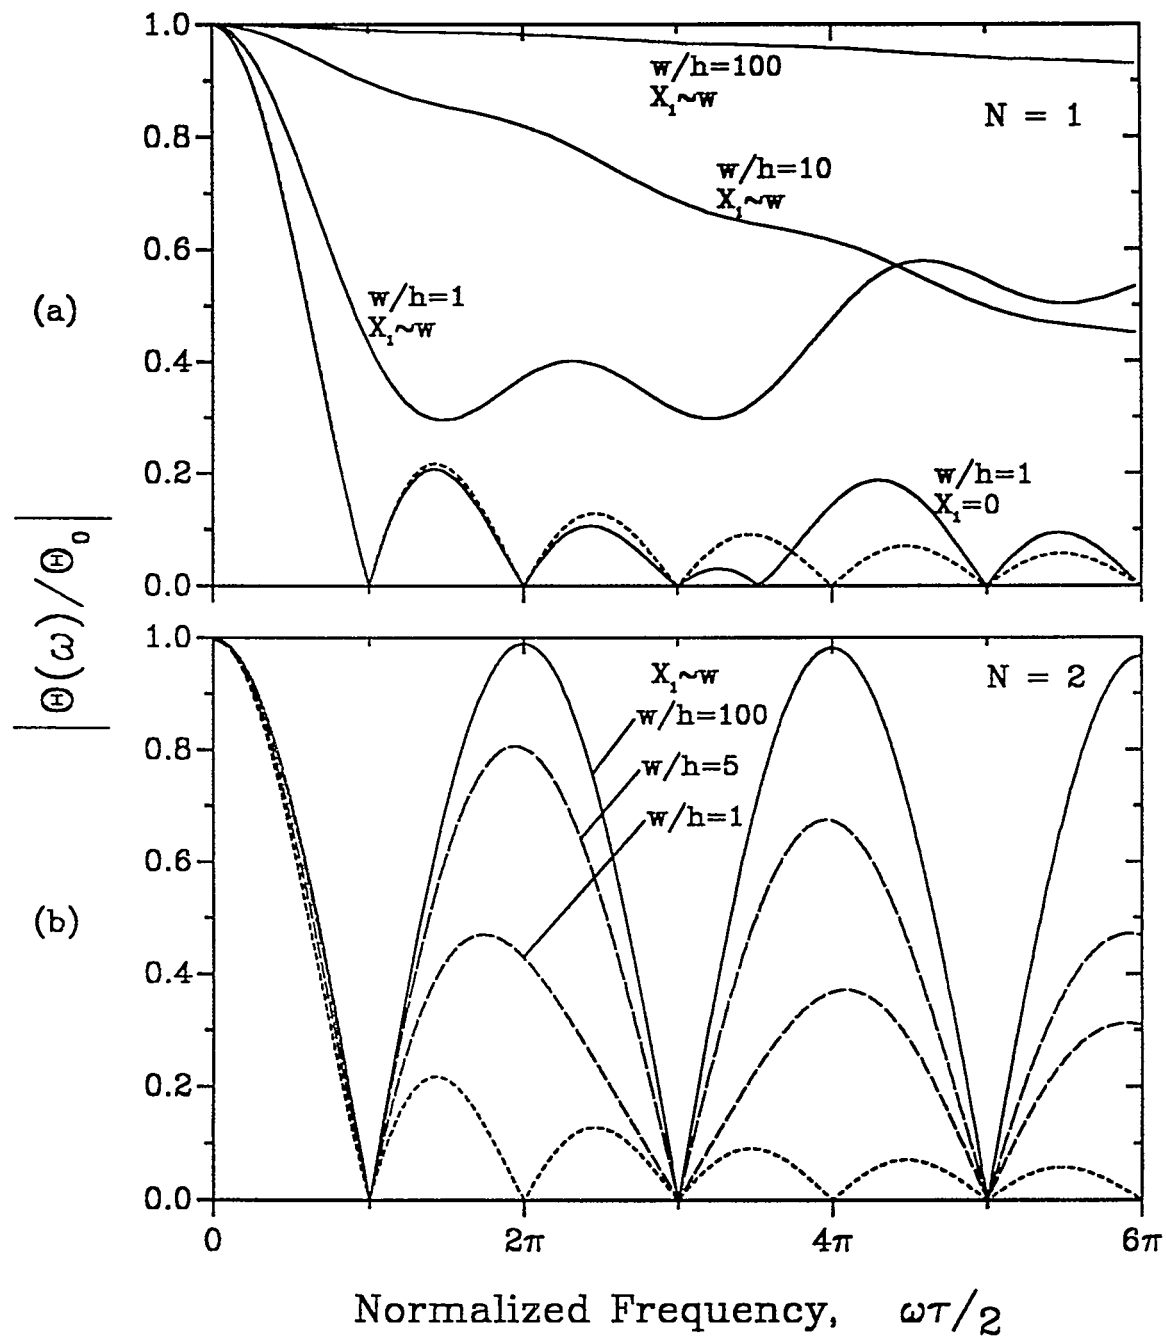 1.0
0.8
0.6
0.4
0.2
0.0
(a)
w/h=100
X₁~w
N = 1
w/h=10
X₁~w
w/h=1
X₁~w
w/h=1
X₁=0
|Θ(ω)/Θ₀|
1.0
0.8
0.6
0.4
0.2
0.0
(b)
X₁~w
N = 2
w/h=100
w/h=5
w/h=1
0
2π
4π
6π
Normalized Frequency, ωτ/2